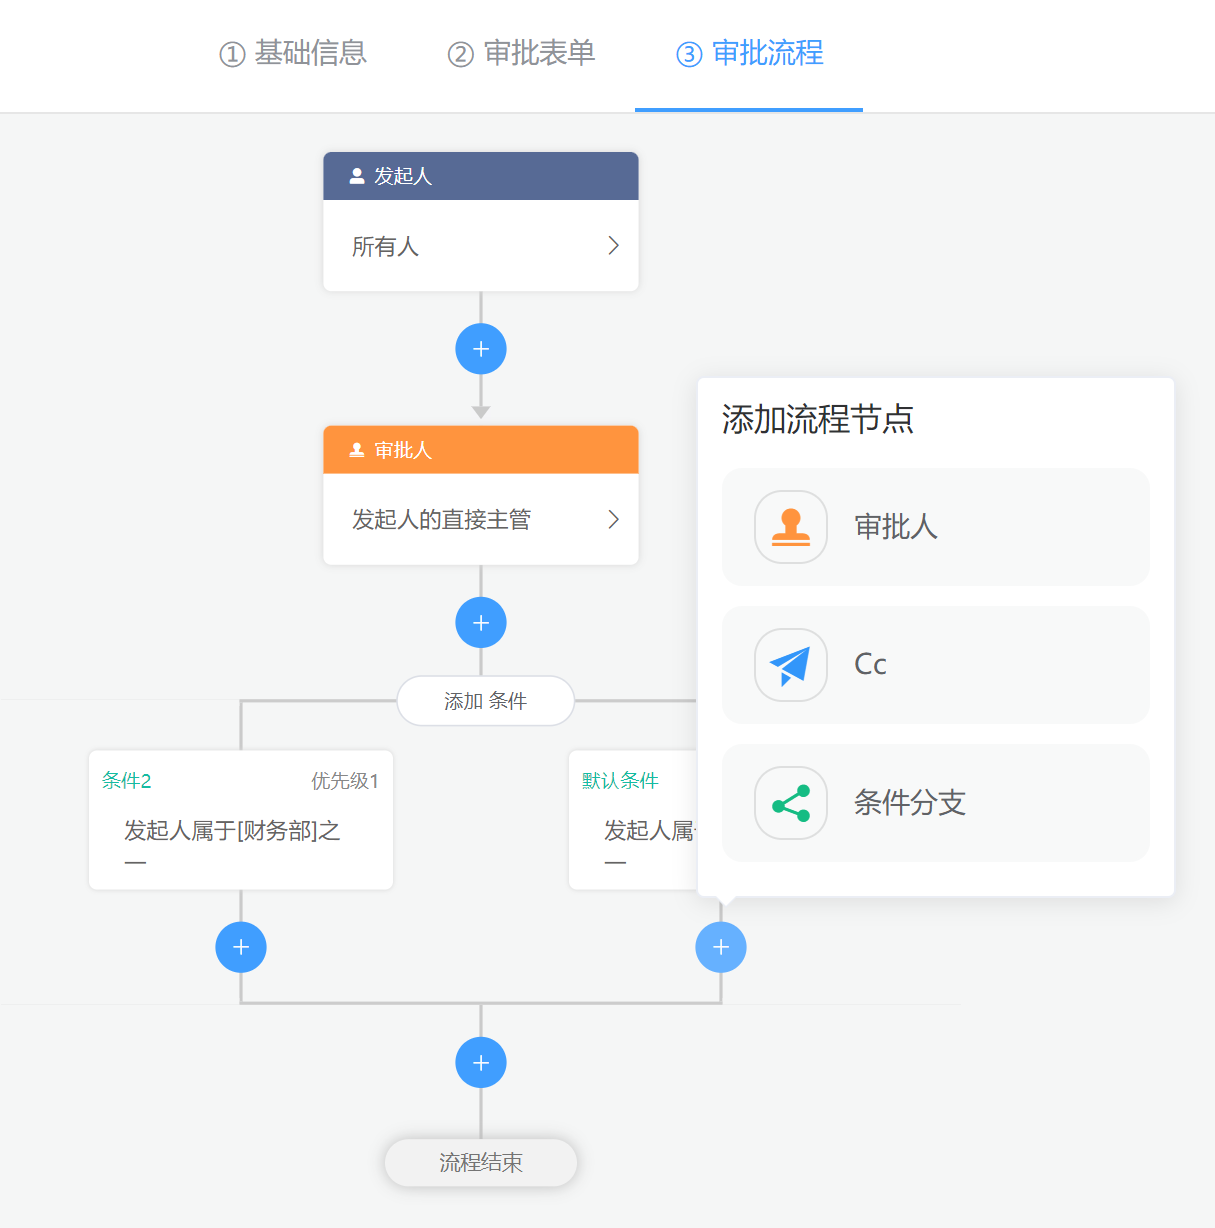 ① 基础信息
② 审批表单
③ 审批流程
发起人
所有人
审批人
发起人的直接主管
添加 条件
条件2
优先级1
发起人属于[财务部]之
一
默认条件
发起人属
一
添加流程节点
审批人
Cc
条件分支
流程结束